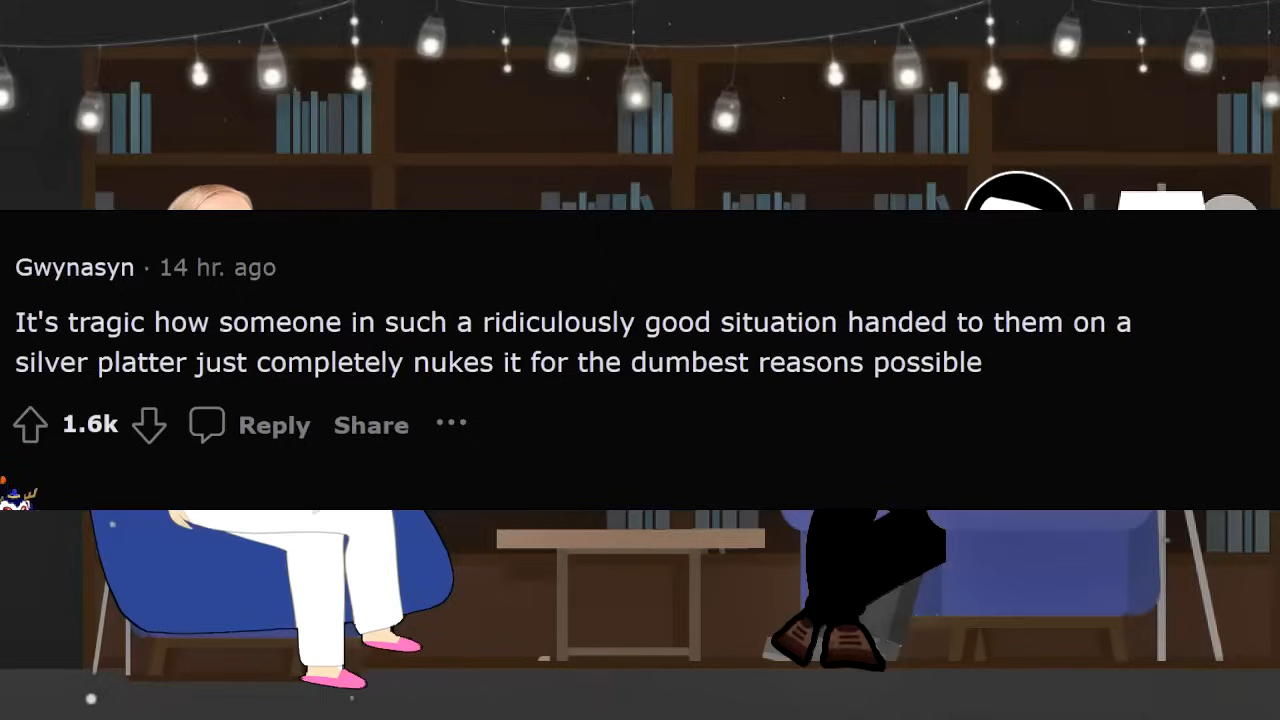 Gwynasyn · 14 hr. ago
It's tragic how someone in such a ridiculously good situation handed to them on a
silver platter just completely nukes it for the dumbest reasons possible
1.6k Reply Share ···